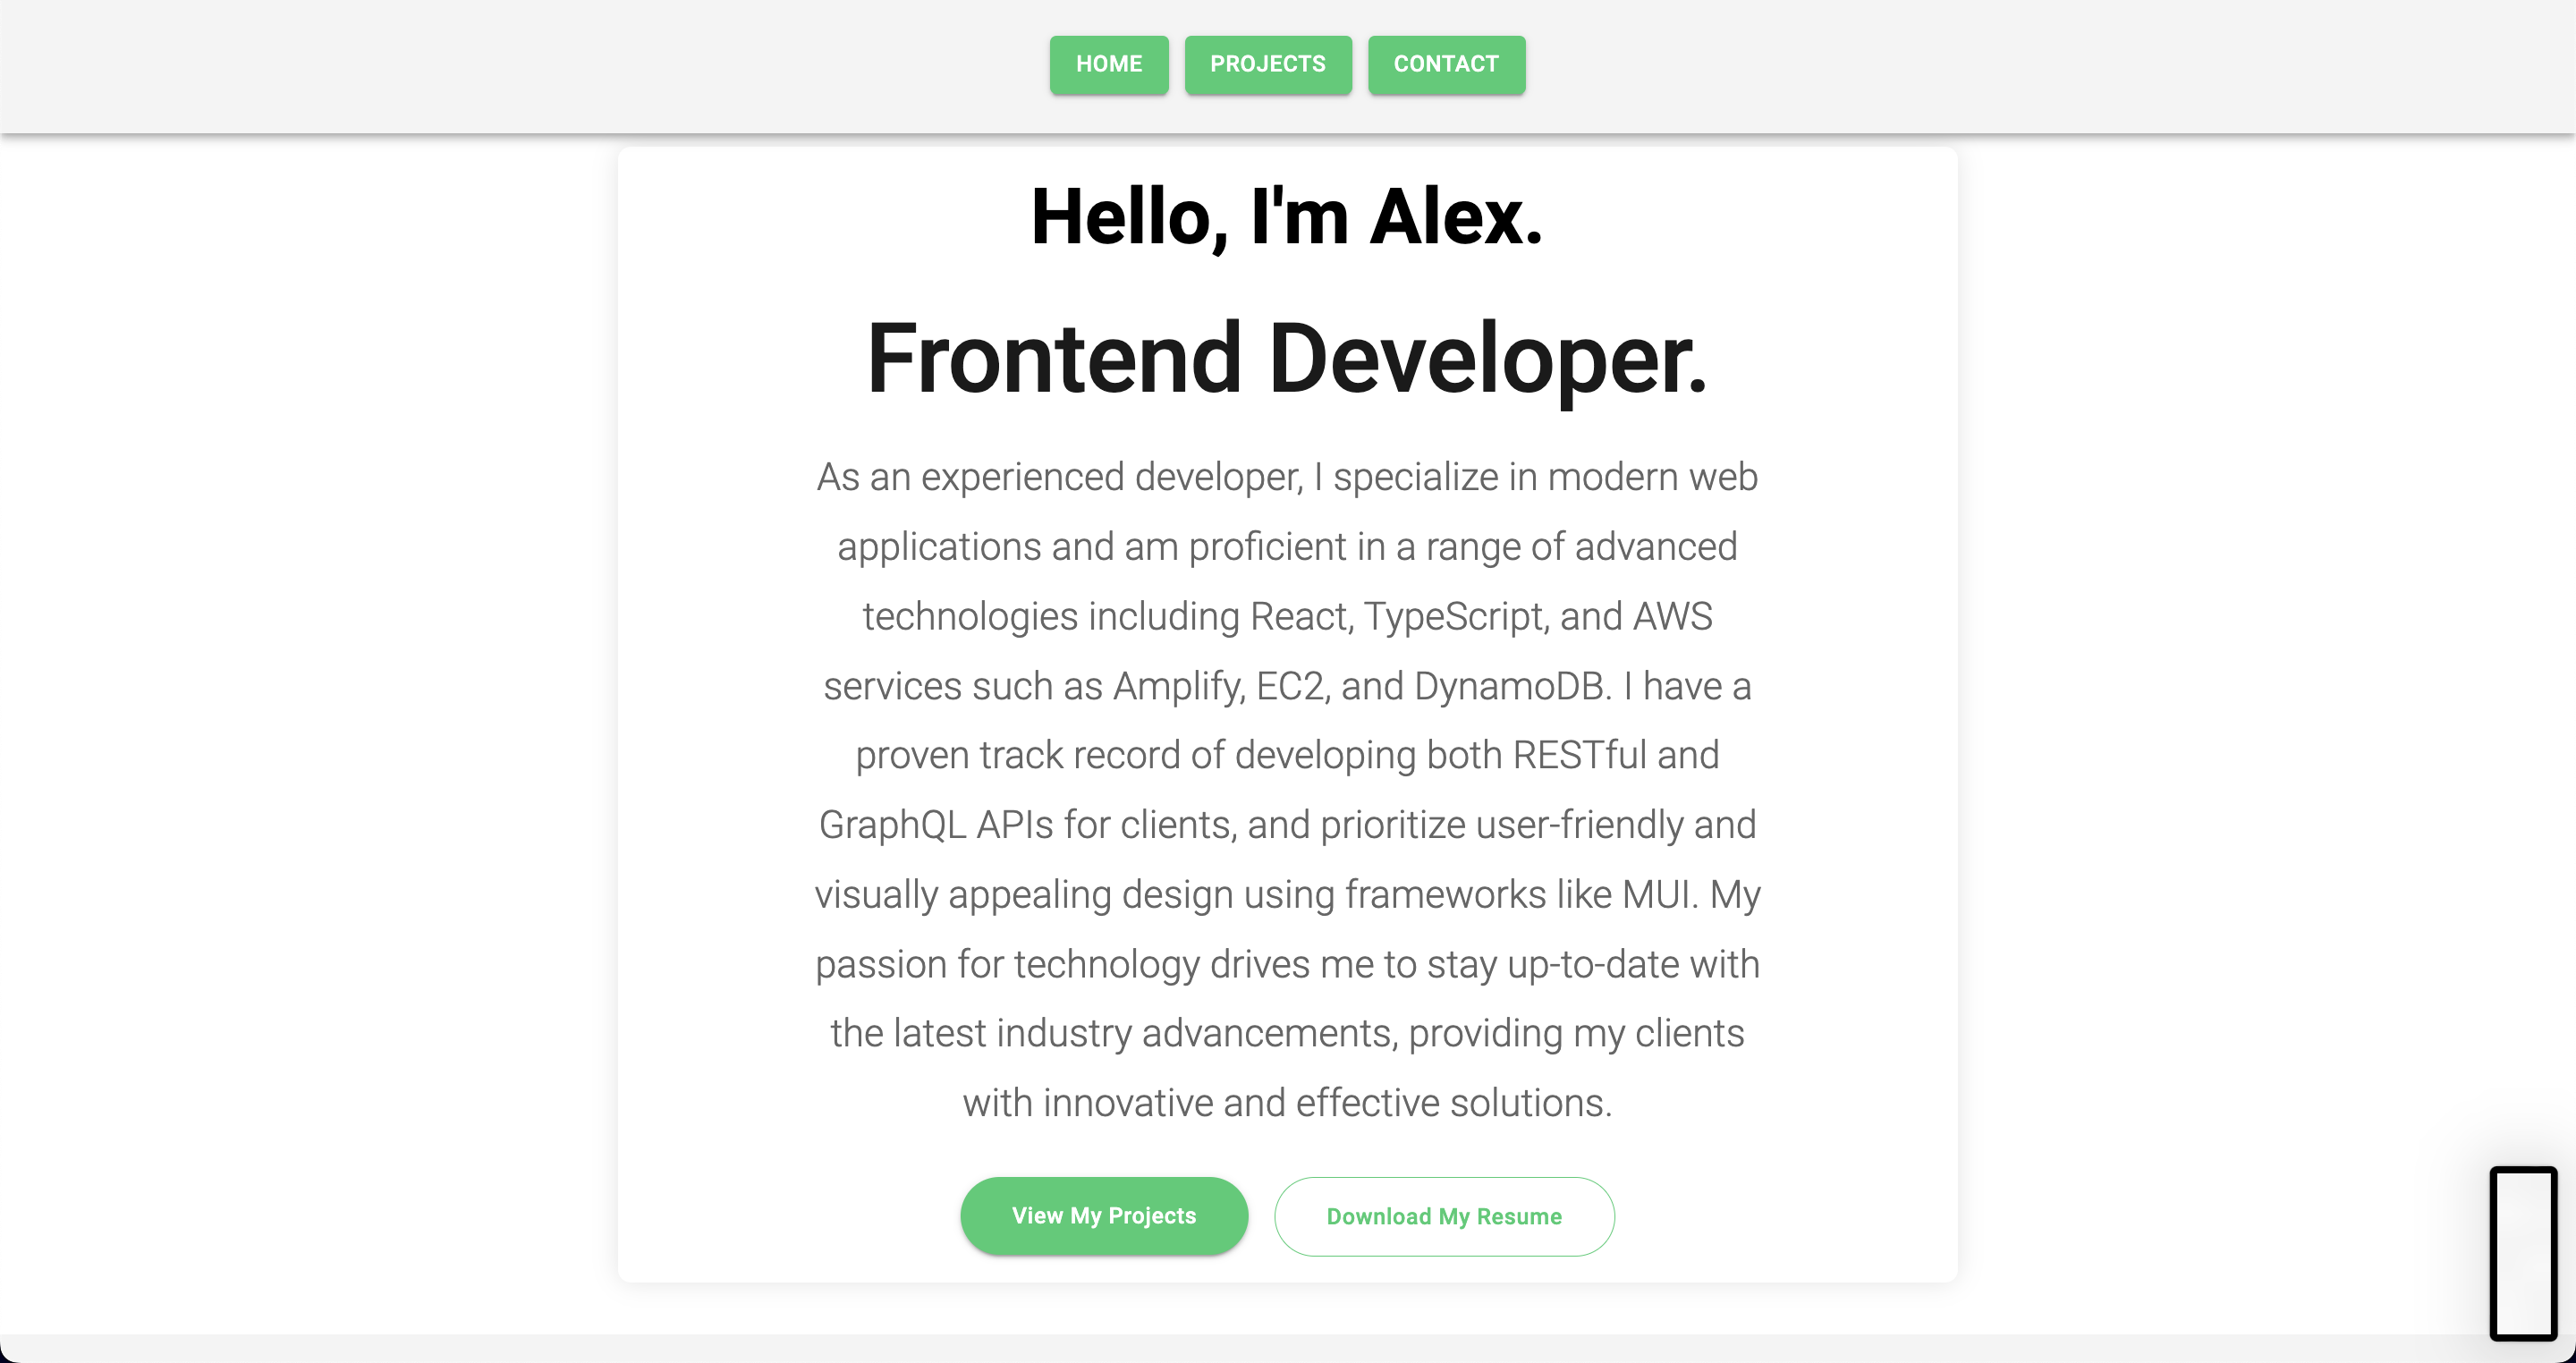 HOME PROJECTS CONTACT
Hello, I'm Alex.
Frontend Developer.
As an experienced developer, I specialize in modern web
applications and am proficient in a range of advanced
technologies including React, TypeScript, and AWS
services such as Amplify, EC2, and DynamoDB. I have a
proven track record of developing both RESTful and
GraphQL APIs for clients, and prioritize user-friendly and
visually appealing design using frameworks like MUI. My
passion for technology drives me to stay up-to-date with
the latest industry advancements, providing my clients
with innovative and effective solutions.
View My Projects Download My Resume